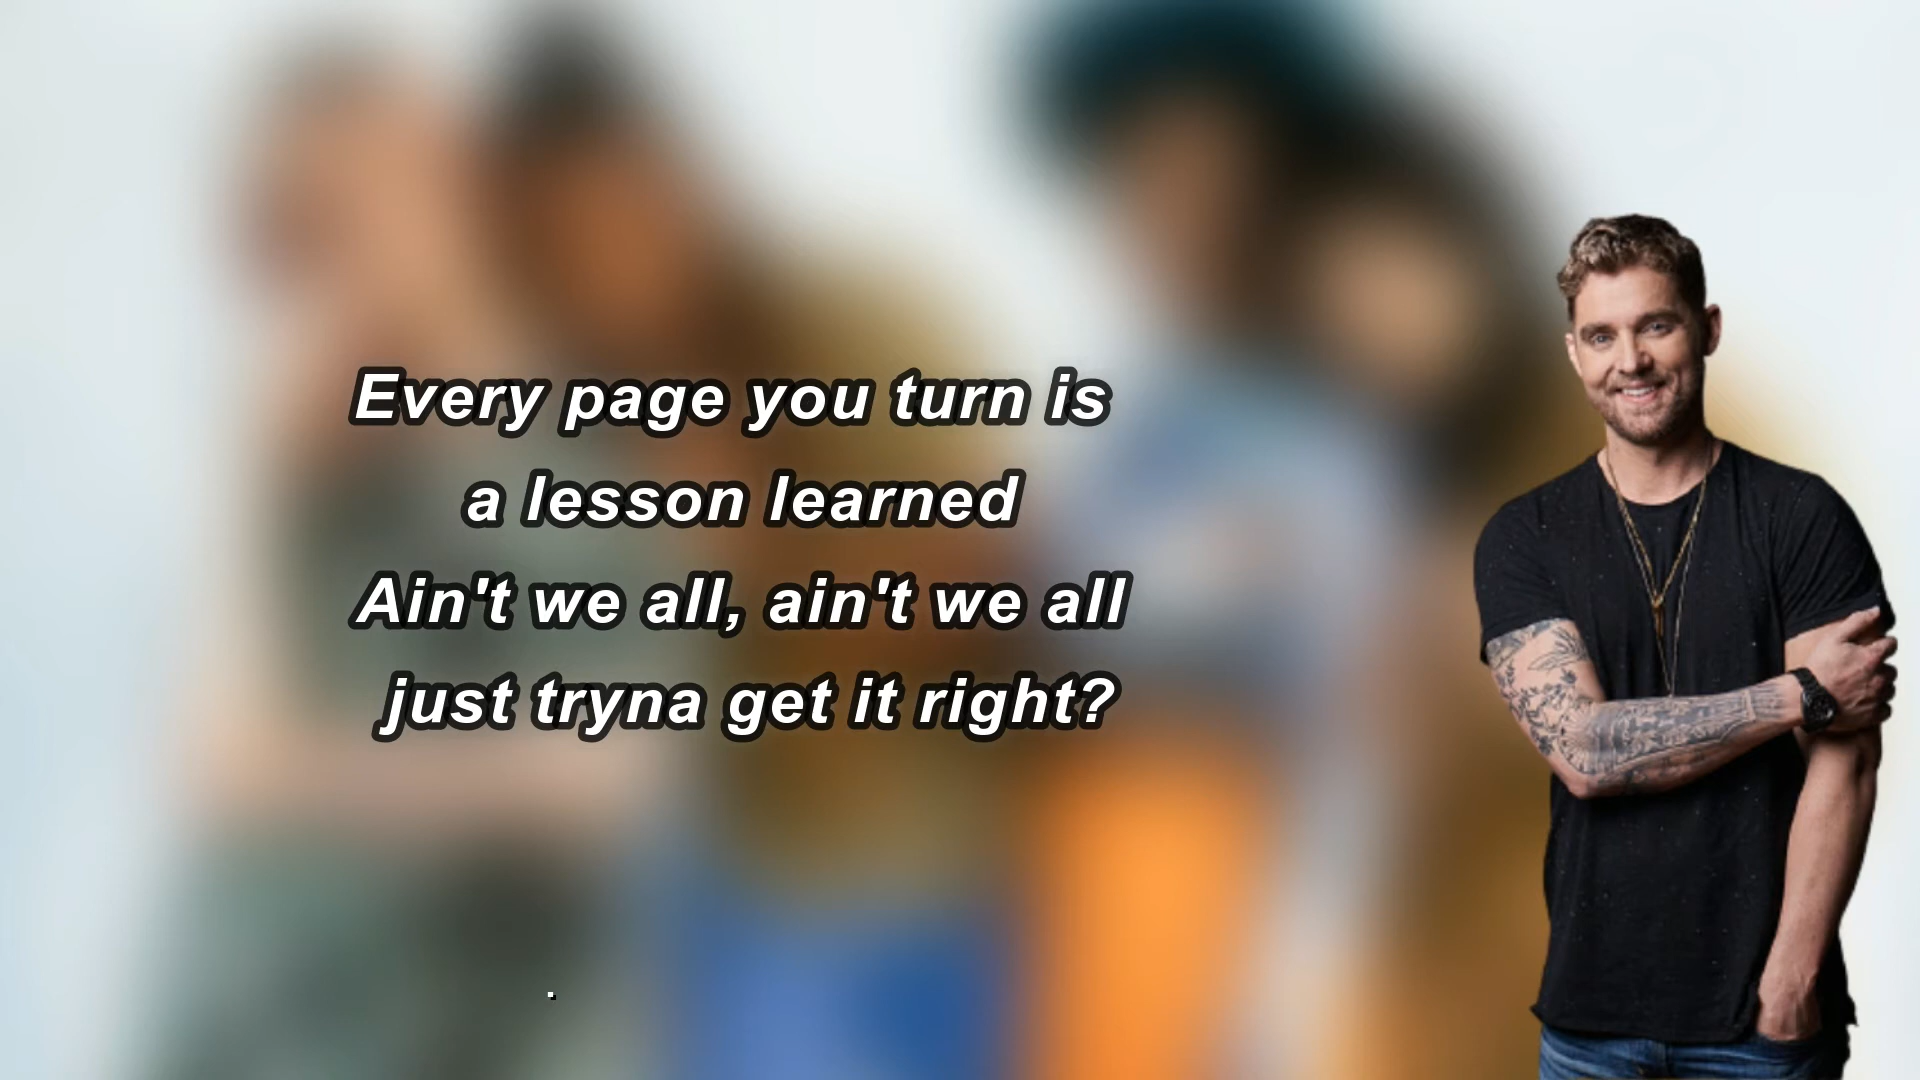 Every page you turn is
a lesson learned
Ain't we all, ain't we all
just tryna get it right?
.